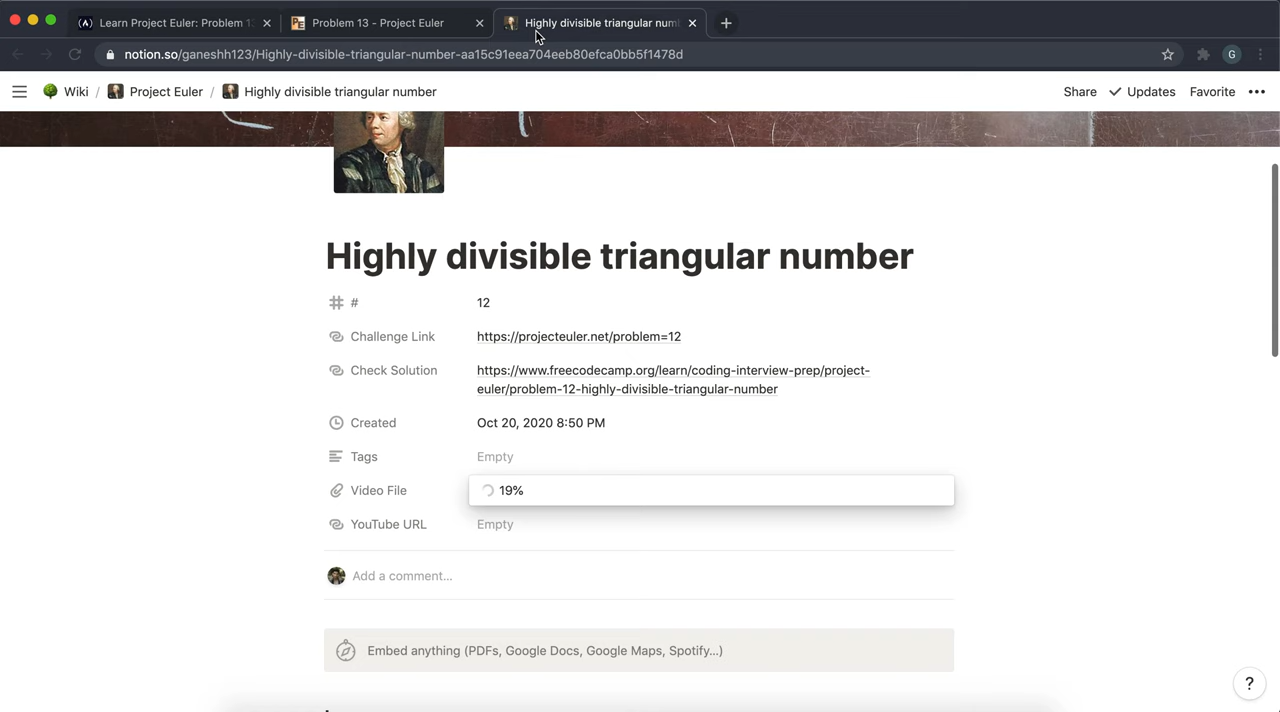 Learn Project Euler: Problem 13
Problem 13 - Project Euler
Highly divisible triangular num
notion.so/ganeshh123/Highly-divisible-triangular-number-aa15c91eea704eeb80efca0bb5f1478d
G
Wiki / Project Euler / Highly divisible triangular number
Share Updates Favorite
Highly divisible triangular number
# 12
Challenge Link https://projecteuler.net/problem=12
Check Solution https://www.freecodecamp.org/learn/coding-interview-prep/project-
euler/problem-12-highly-divisible-triangular-number
Created Oct 20, 2020 8:50 PM
Tags Empty
Video File 19%
YouTube URL Empty
Add a comment...
Embed anything (PDFs, Google Docs, Google Maps, Spotify...)
?